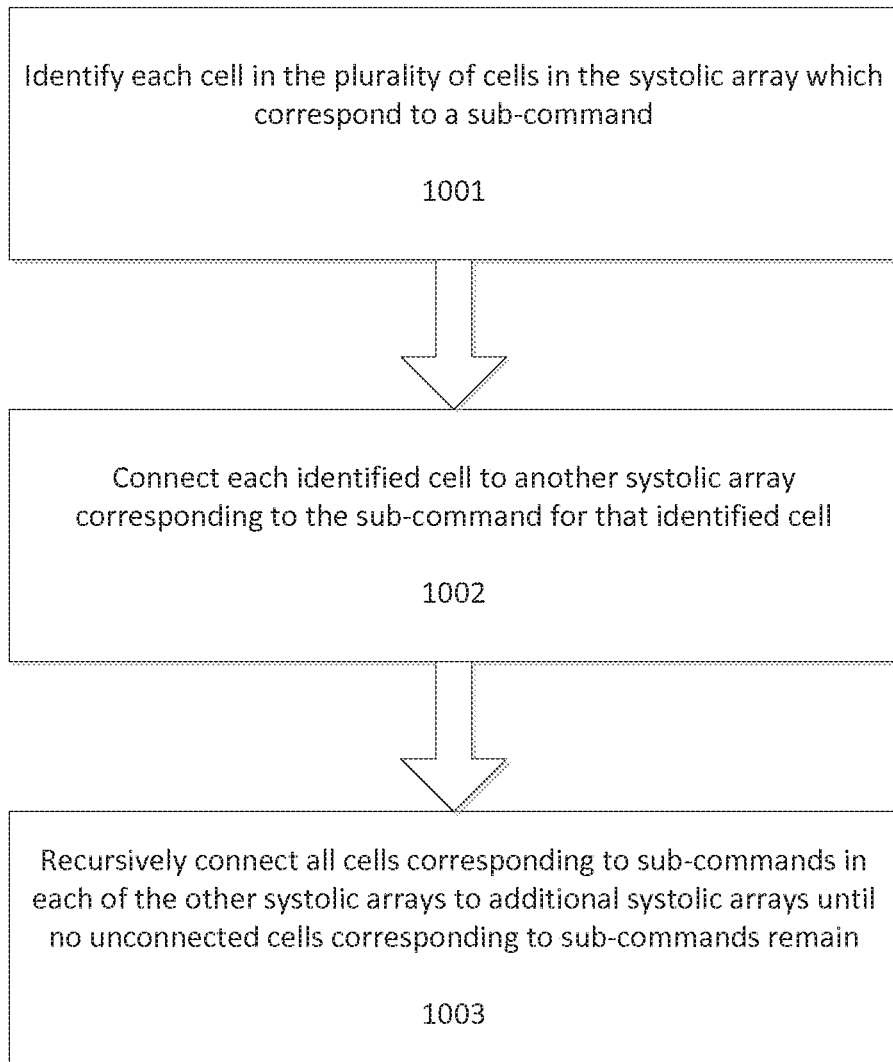 Identify each cell in the plurality of cells in the systolic array which
correspond to a sub-command
1001
Connect each identified cell to another systolic array
corresponding to the sub-command for that identified cell
1002
Recursively connect all cells corresponding to sub-commands in
each of the other systolic arrays to additional systolic arrays until
no unconnected cells corresponding to sub-commands remain
1003